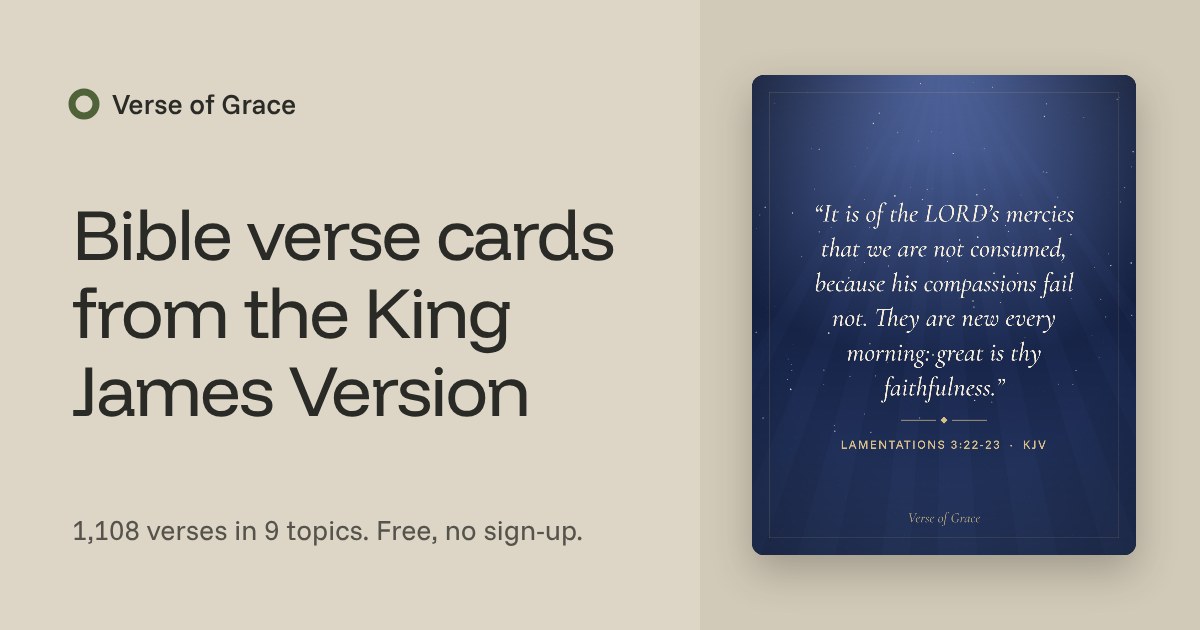 Verse of Grace
Bible verse cards
from the King
James Version
1,108 verses in 9 topics. Free, no sign-up.
“It is of the LORD’s mercies
that we are not consumed,
because his compassions fail
not. They are new every
morning: great is thy
faithfulness.”
LAMENTATIONS 3:22-23 · KJV
Verse of Grace